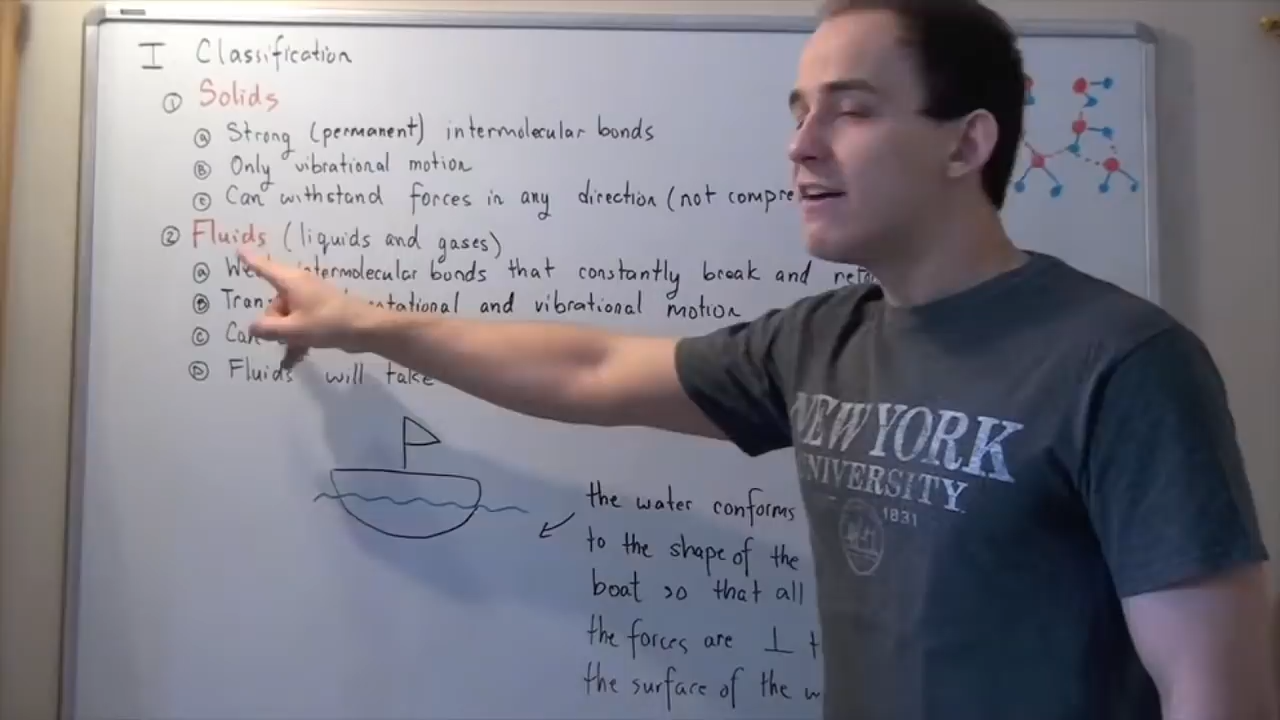 I Classification
① Solids
Ⓐ Strong (permanent) intermolecular bonds
Ⓑ Only vibrational motion
Ⓒ Can withstand forces in any direction (not
② Fluids (liquids and gases)
Ⓐ intermolecular bonds that constantly break and
Ⓑ and vibrational motion
Ⓒ Can
Ⓓ Fluids will take
the water conforms
to the shape of the
boat so that all
the forces are ⊥
the surface of the
NEW YORK
UNIVERSITY
1831